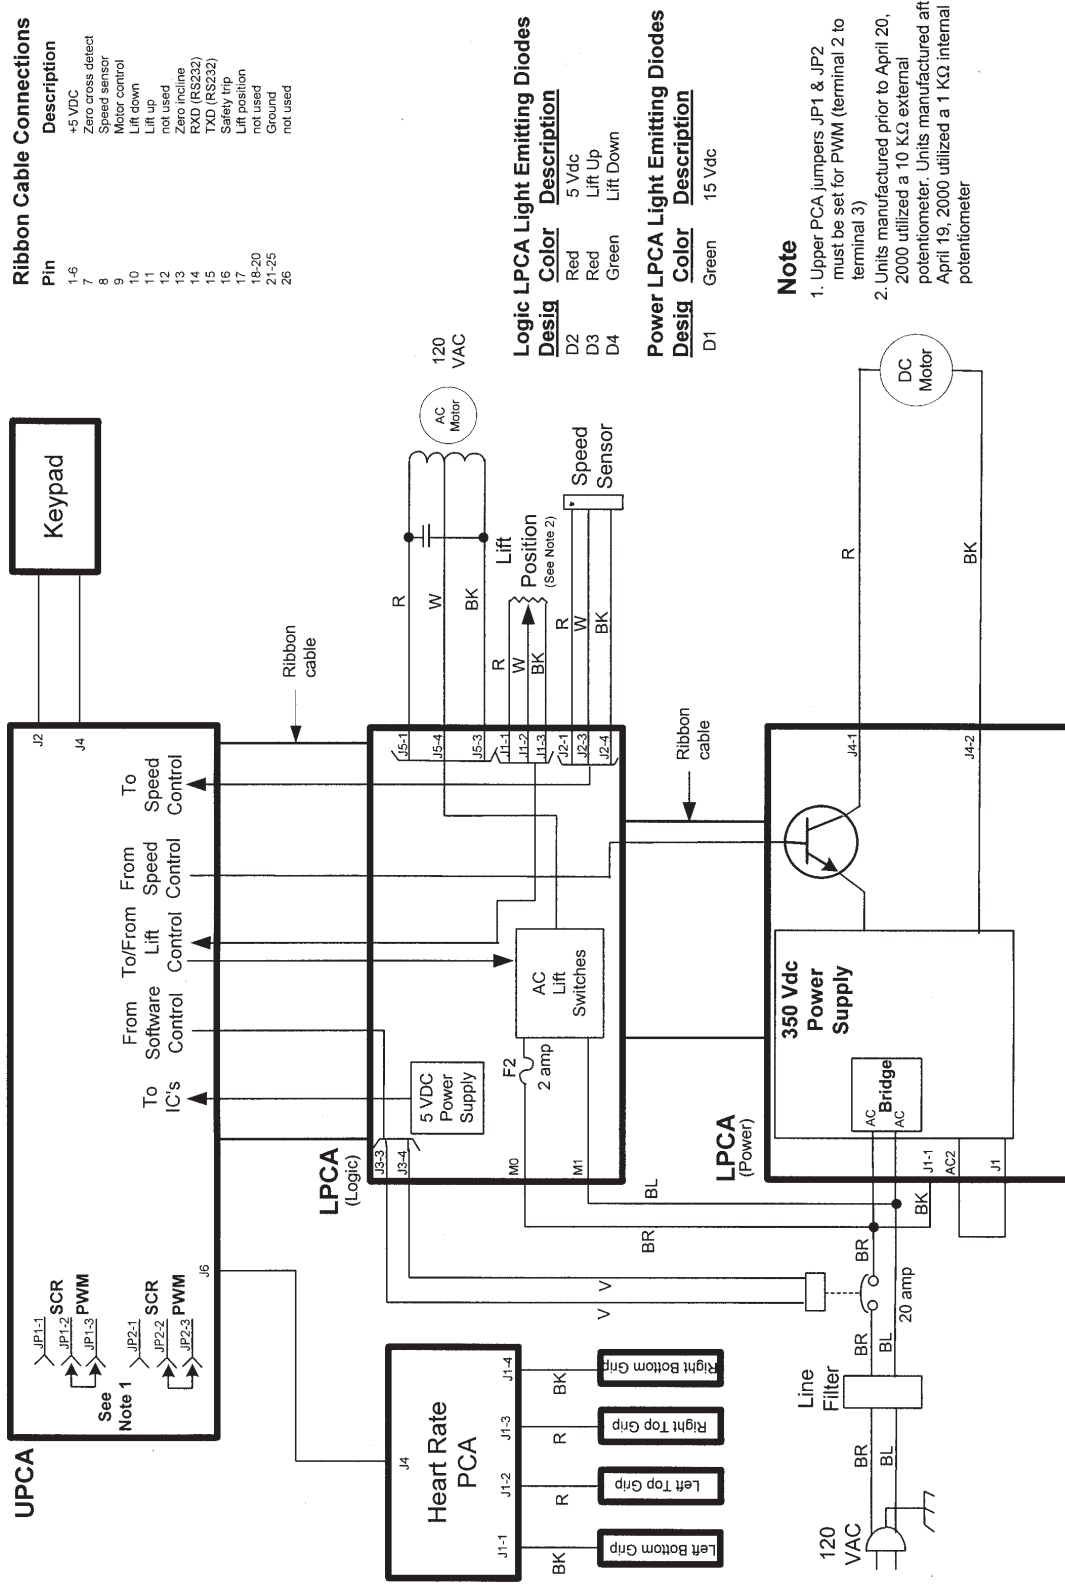 UPCA
JP1-1
JP1-2
JP1-3
SCR
PWM
See
Note 1
JP2-1
JP2-2
JP2-3
SCR
PWM
J6
To
IC's
From
Software
Control
To/From
Lift
Control
From
Speed
Control
To
Speed
Control
J2
J4
Keypad
Ribbon
cable
Ribbon Cable Connections
Pin Description
1-6 +5 VDC
7 Zero cross detect
8 Speed sensor
9 Motor control
10 Lift down
11 Lift up
12 not used
13 Zero incline
14 RXD (RS232)
15 TXD (RS232)
16 Safety trip
17 Lift position
18-20 not used
21-25 Ground
26 not used
Heart Rate
PCA
J4
J1-1
J1-2
J1-3
J1-4
BK
R
R
BK
Left Bottom Grip
Left Top Grip
Right Top Grip
Right Bottom Grip
LPCA
(Logic)
J3-3
J3-4
5 VDC
Power
Supply
M0
M1
F2
2 amp
AC
Lift
Switches
J5-1
J5-4
J5-3
J1-1
J1-2
J1-3
J2-1
J2-3
J2-4
R
W
BK
AC
Motor
120
VAC
R
W
BK
Lift
Position
(See Note 2)
R
W
BK
Speed
Sensor
Ribbon
cable
Logic LPCA Light Emitting Diodes
Desig Color Description
D2 Red 5 Vdc
D3 Red Lift Up
D4 Green Lift Down
Power LPCA Light Emitting Diodes
Desig Color Description
D1 Green 15 Vdc
V
V
BR
BL
120
VAC
BR
BL
Line
Filter
BR
BL
20 amp
BR
BK
LPCA
(Power)
J1-1
AC2
J1
AC
AC
Bridge
350 Vdc
Power
Supply
J4-1
J4-2
R
BK
DC
Motor
Note
1. Upper PCA jumpers JP1 & JP2
must be set for PWM (terminal 2 to
terminal 3)
2. Units manufactured prior to April 20,
2000 utilized a 10 KΩ external
potentiometer. Units manufactured aft
April 19, 2000 utilized a 1 KΩ internal
potentiometer